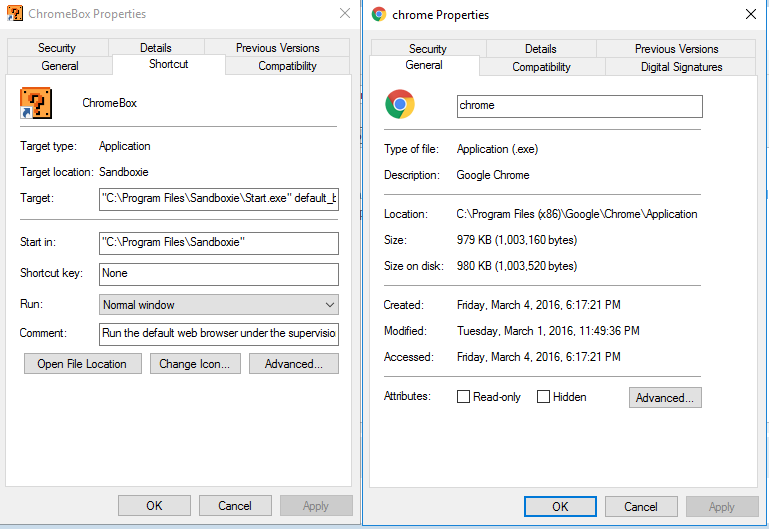 ChromeBox Properties
Security Details Previous Versions
General Shortcut Compatibility
ChromeBox
Target type: Application
Target location: Sandboxie
Target: "C:\Program Files\Sandboxie\Start.exe" default_b
Start in: "C:\Program Files\Sandboxie"
Shortcut key: None
Run: Normal window
Comment: Run the default web browser under the supervisio
Open File Location Change Icon... Advanced...
OK Cancel Apply
chrome Properties
Security Details Previous Versions
General Compatibility Digital Signatures
chrome
Type of file: Application (.exe)
Description: Google Chrome
Location: C:\Program Files (x86)\Google\Chrome\Application
Size: 979 KB (1,003,160 bytes)
Size on disk: 980 KB (1,003,520 bytes)
Created: Friday, March 4, 2016, 6:17:21 PM
Modified: Tuesday, March 1, 2016, 11:49:36 PM
Accessed: Friday, March 4, 2016, 6:17:21 PM
Attributes: Read-only Hidden Advanced...
OK Cancel Apply